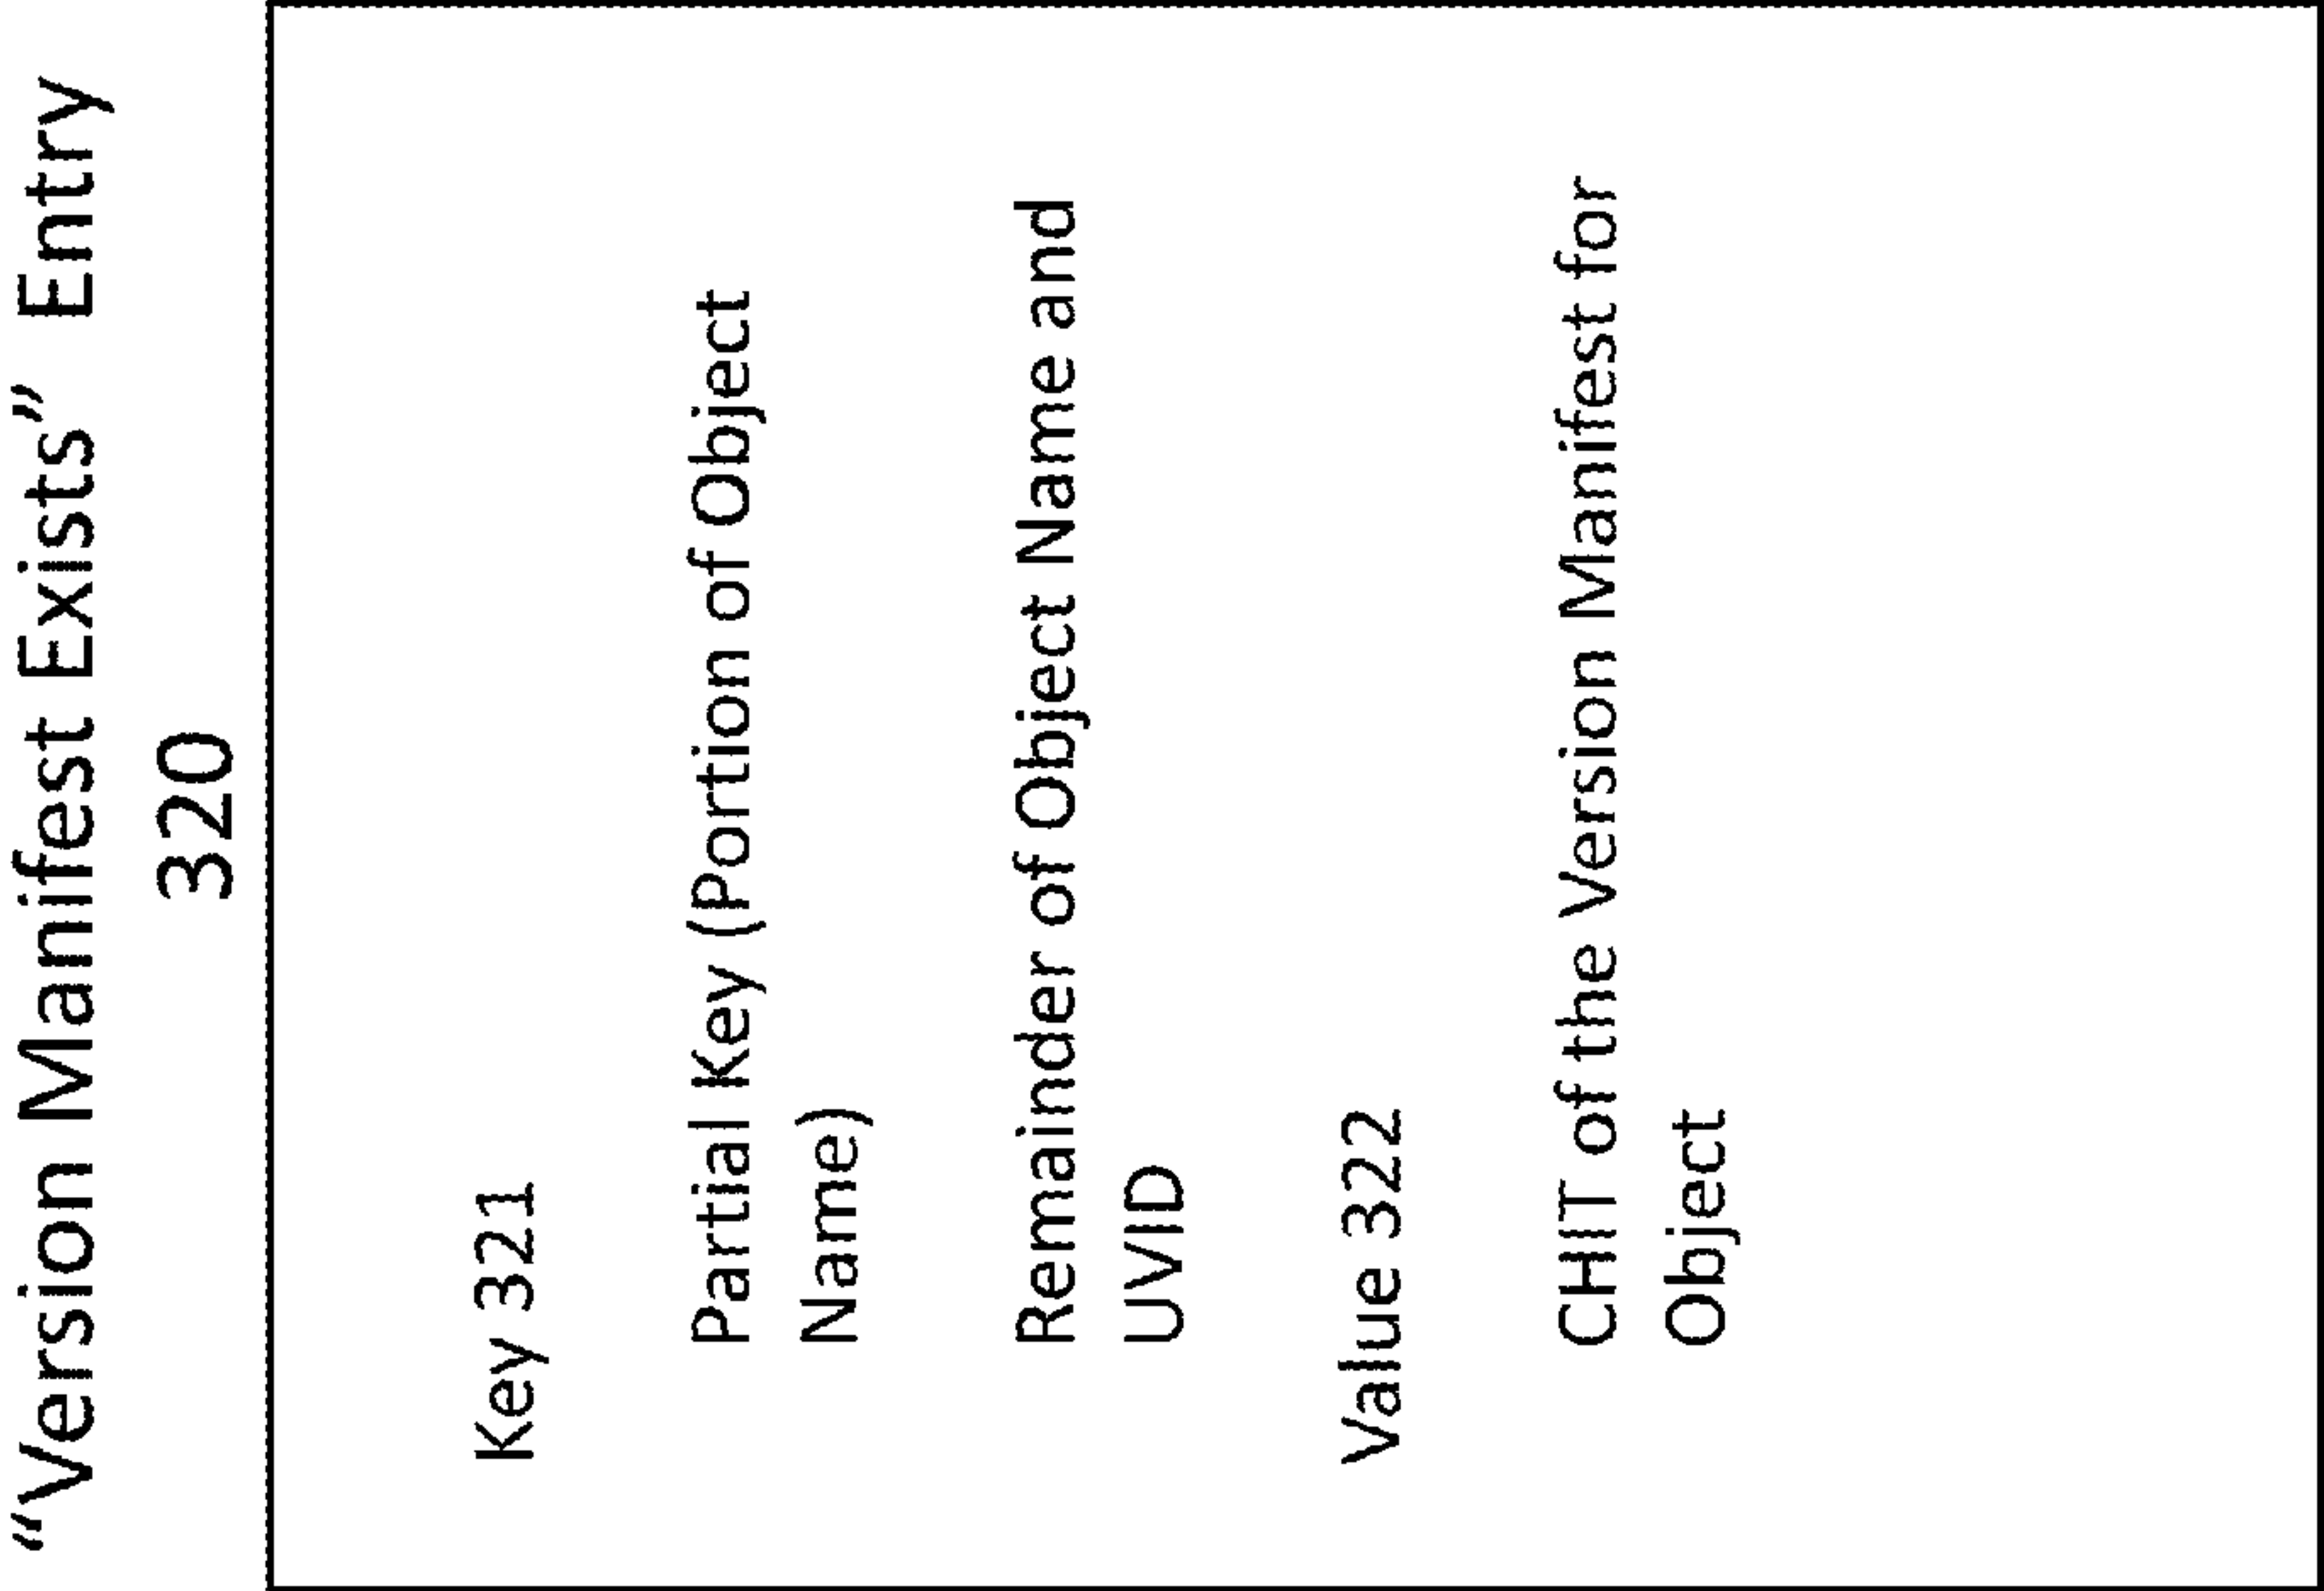 “Version Manifest Exists” Entry
320
Key 321
Partial Key (Portion of Object
Name)
Remainder of Object Name and
UVID
Value 322
CHIT of the Version Manifest for
Object